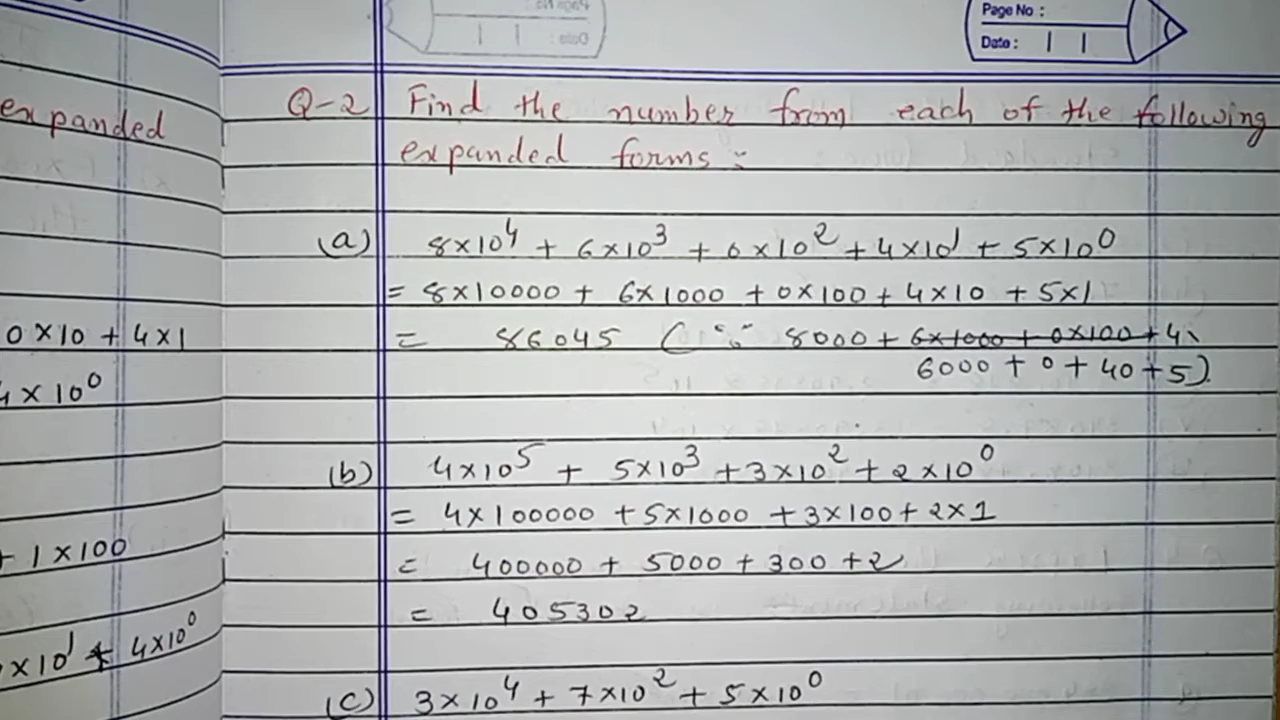 Page No :
Date :
expanded
0×10 + 4×1
4 × 10⁰
+ 1×100
×10¹ + 4×10⁰
Q-2 Find the number from each of the following
expanded forms :
(a) 8×10⁴ + 6×10³ + 0×10² + 4×10¹ + 5×10⁰
= 8×10000 + 6×1000 + 0×100 + 4×10 + 5×1
= 86045 (∵ 8000 + 6×1000 + 0×100 + 4×
6000 + 0 + 40 + 5)
(b) 4×10⁵ + 5×10³ + 3×10² + 2×10⁰
= 4×100000 + 5×1000 + 3×100 + 2×1
= 400000 + 5000 + 300 + 2
= 405302
(c) 3×10⁴ + 7×10² + 5×10⁰